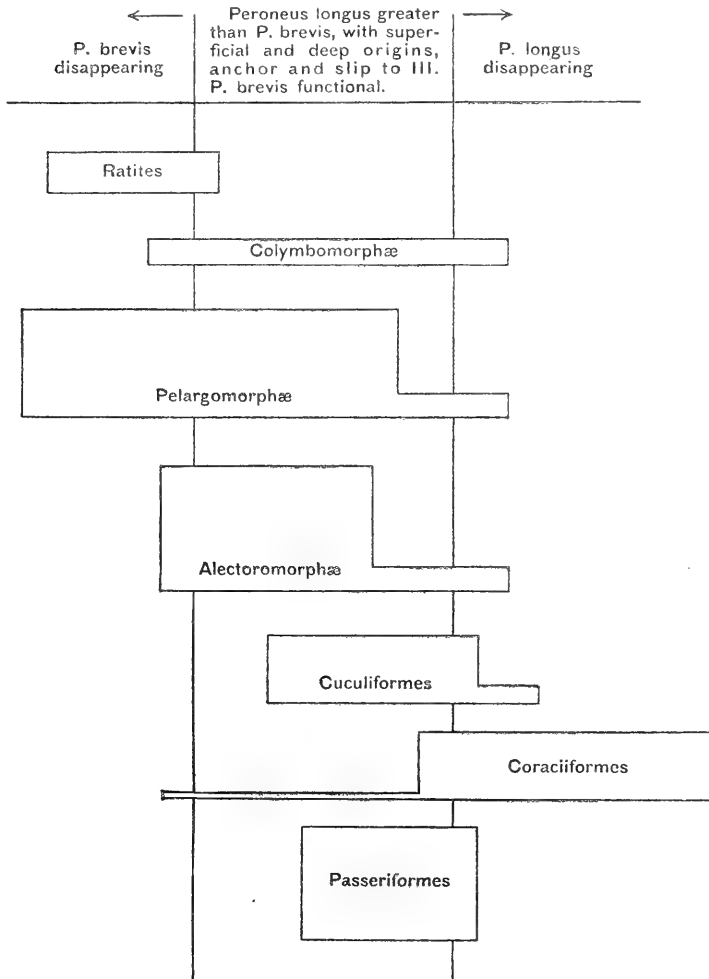 P. brevis
disappearing
Peroneus longus greater
than P. brevis, with super-
ficial and deep origins,
anchor and slip to III.
P. brevis functional.
P. longus
disappearing
Ratites
Colymbomorphæ
Pelargomorphæ
Alectoromorphæ
Cuculiformes
Coraciiformes
Passeriformes